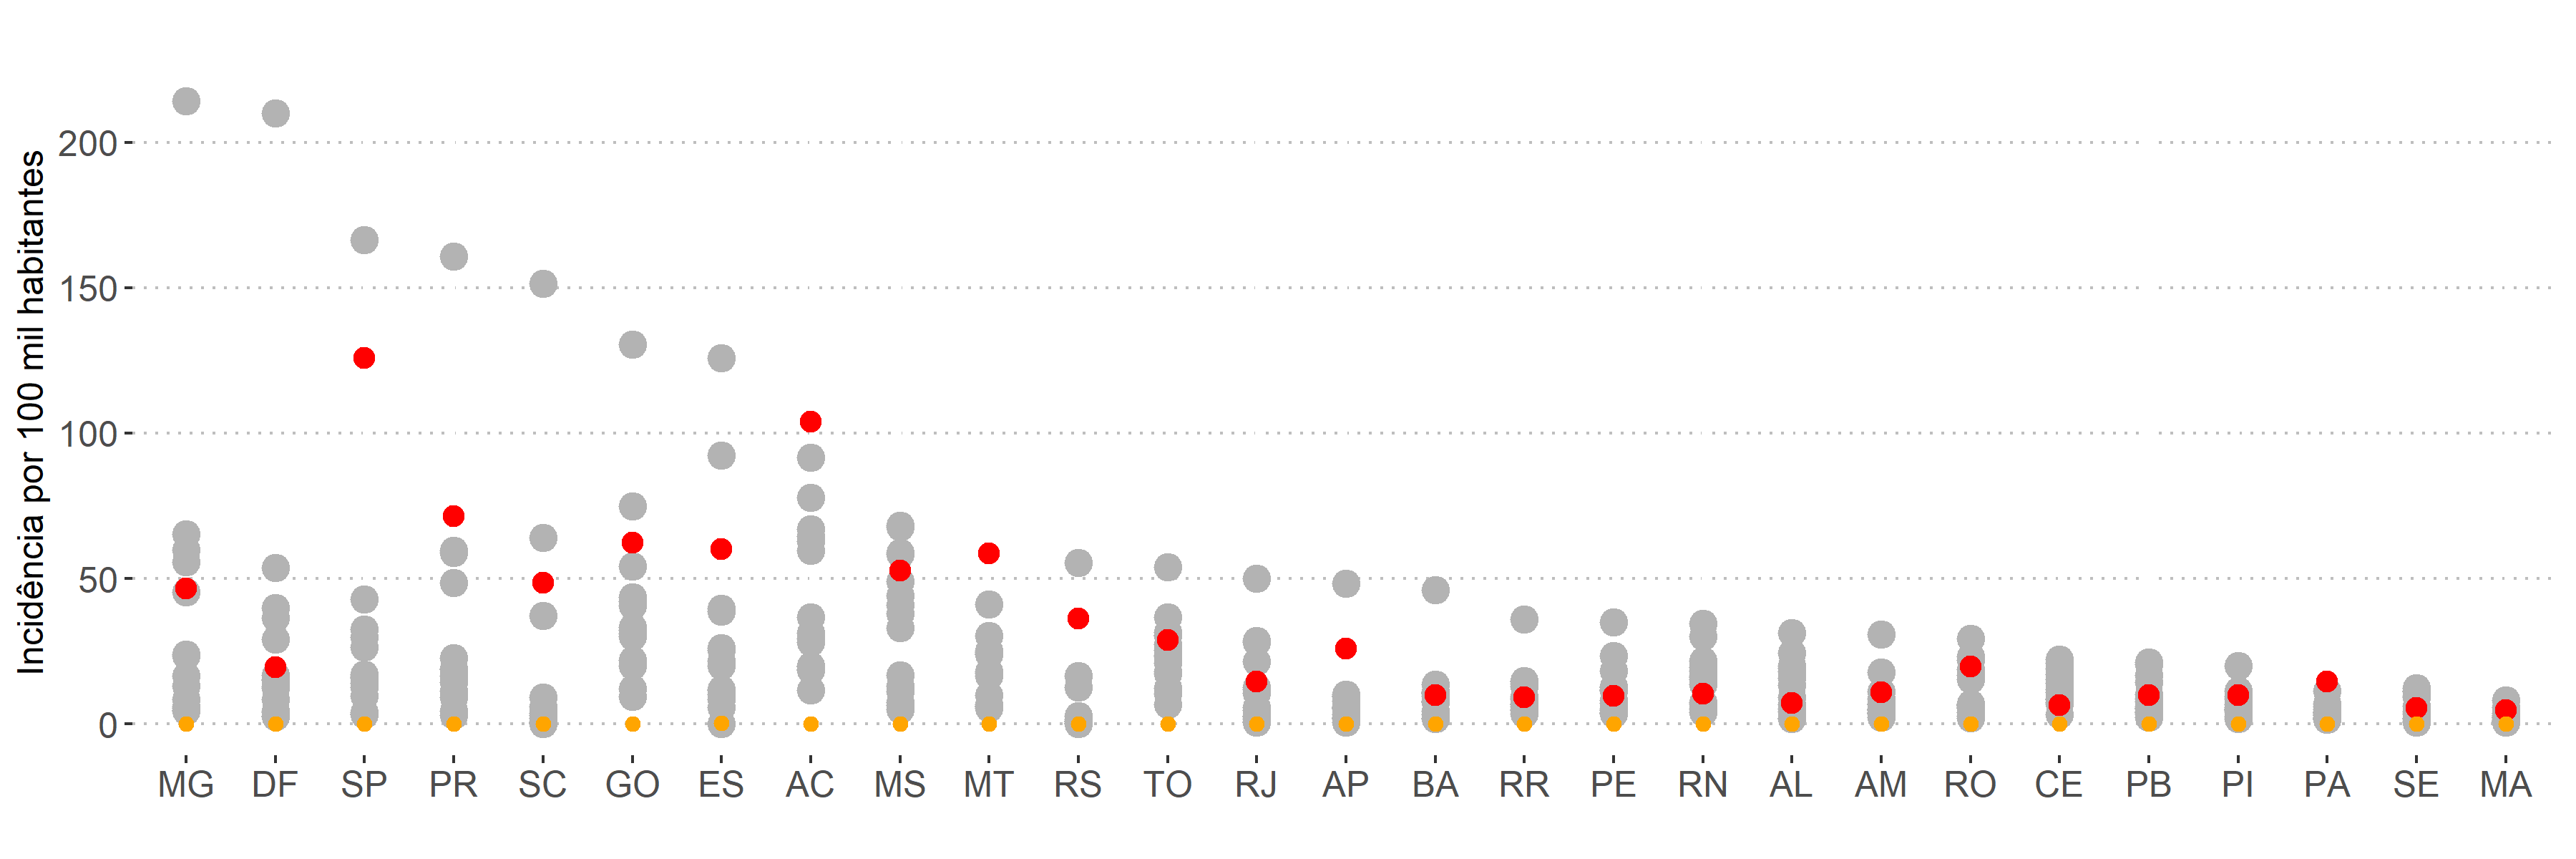 Incidência por 100 mil habitantes
200
150
100
50
0
MG DF SP PR SC GO ES AC MS MT RS TO RJ AP BA RR PE RN AL AM RO CE PB PI PA SE MA